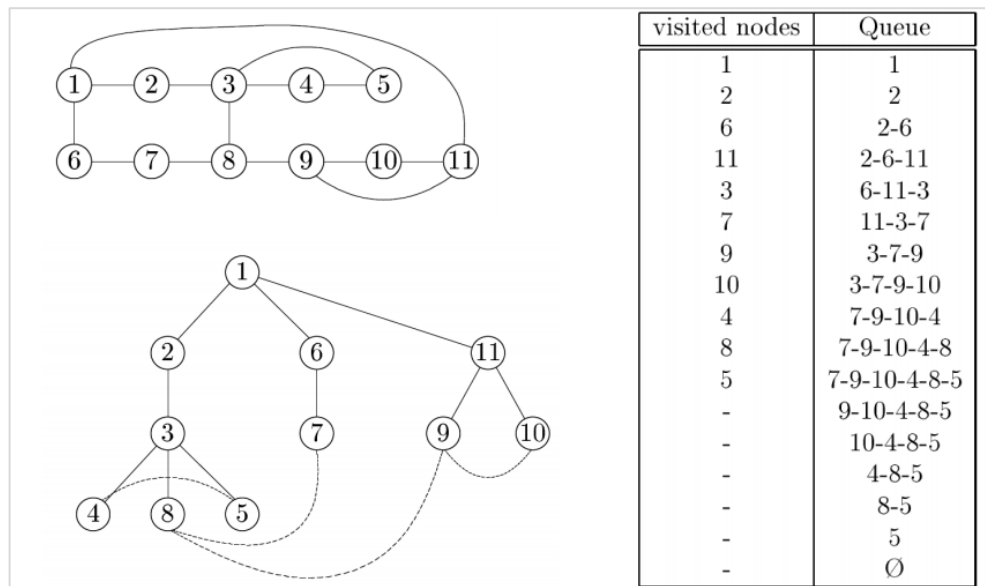 1 2 3 4 5
6 7 8 9 10 11
1
2 6 11
3 7 9 10
4 8 5
visited nodes Queue
1 1
2 2
6 2-6
11 2-6-11
3 6-11-3
7 11-3-7
9 3-7-9
10 3-7-9-10
4 7-9-10-4
8 7-9-10-4-8
5 7-9-10-4-8-5
- 9-10-4-8-5
- 10-4-8-5
- 4-8-5
- 8-5
- 5
- Ø